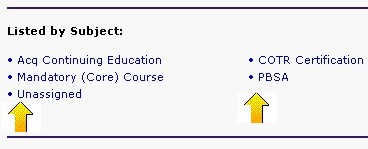 Listed by Subject:
• Acq Continuing Education
• Mandatory (Core) Course
• Unassigned
• COTR Certification
• PBSA